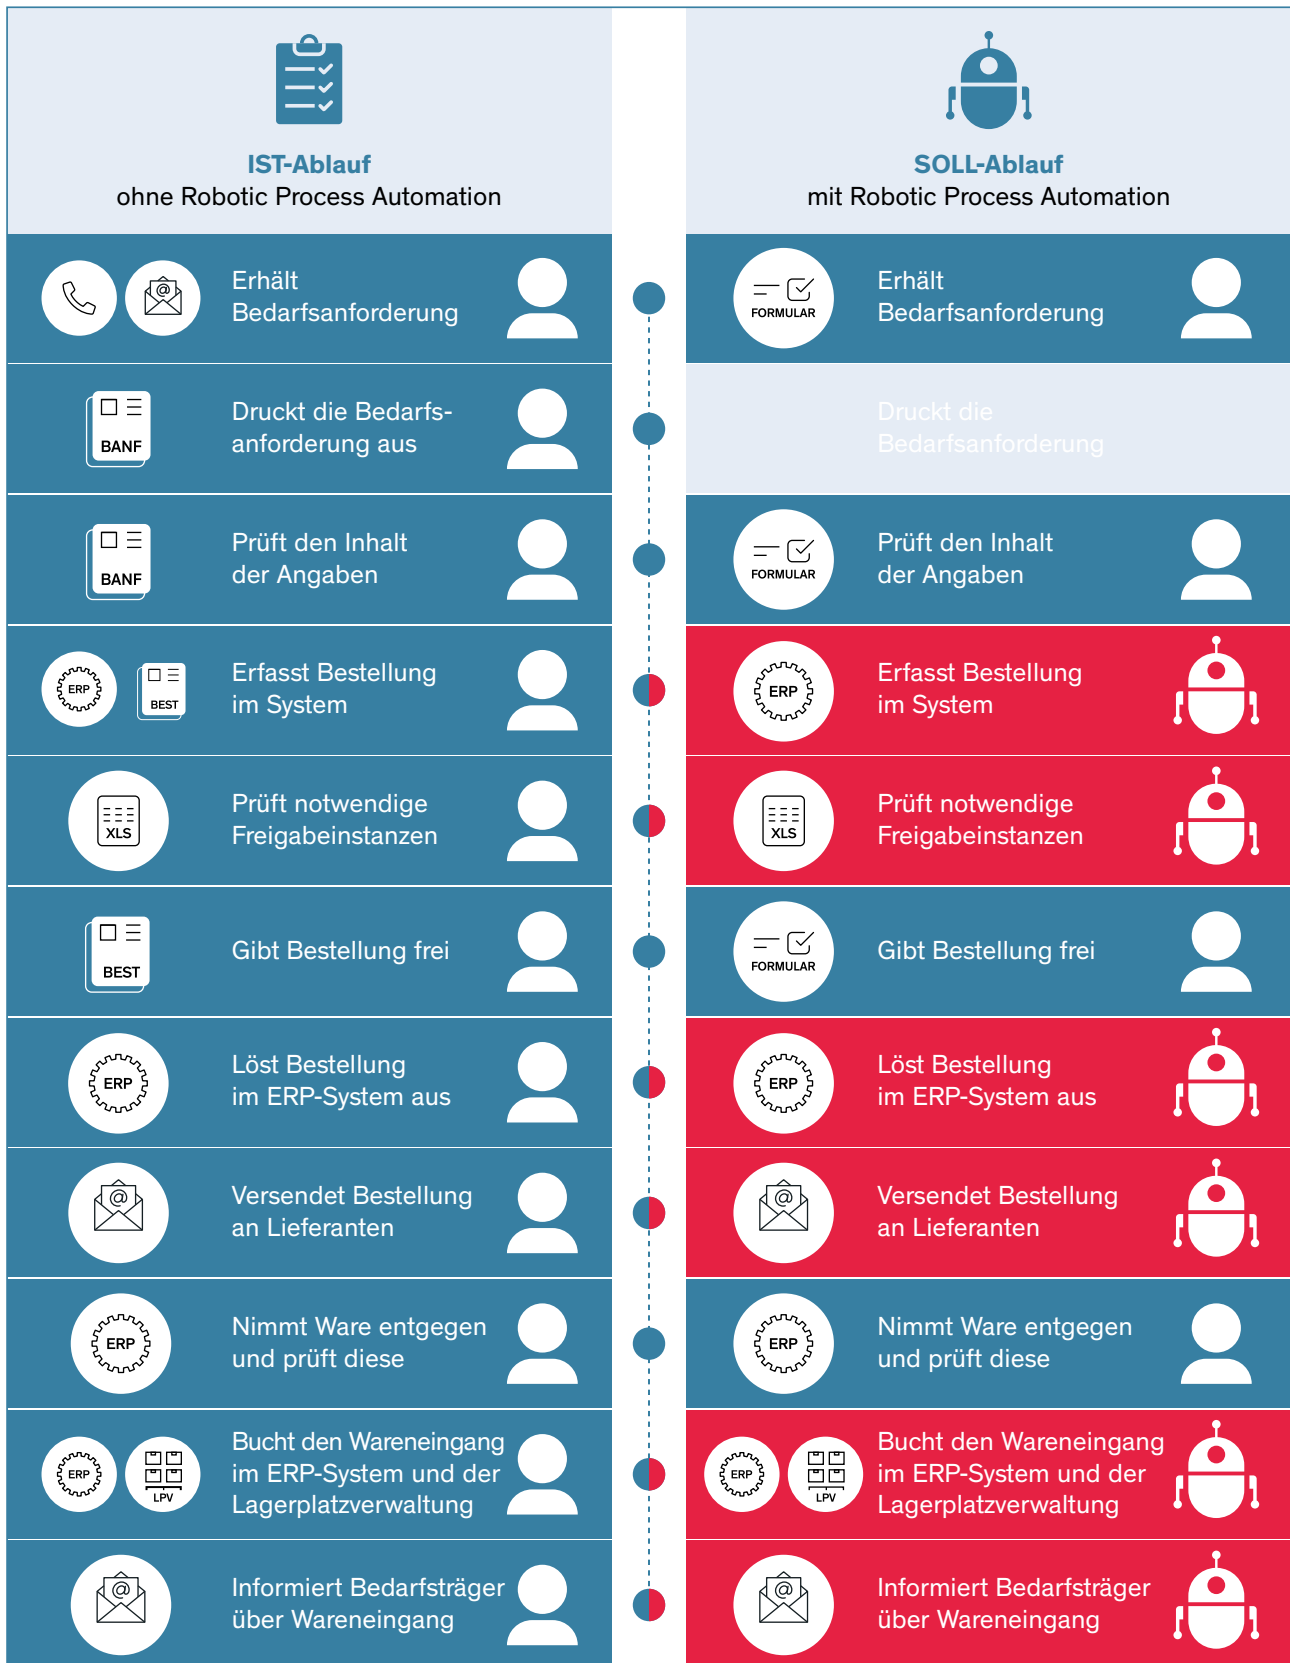 IST-Ablauf
ohne Robotic Process Automation
SOLL-Ablauf
mit Robotic Process Automation
@
Erhält
Bedarfsanforderung
FORMULAR
Erhält
Bedarfsanforderung
BANF
Druckt die Bedarfs-
anforderung aus
Druckt die
Bedarfsanforderung
BANF
Prüft den Inhalt
der Angaben
FORMULAR
Prüft den Inhalt
der Angaben
ERP
BEST
Erfasst Bestellung
im System
ERP
Erfasst Bestellung
im System
XLS
Prüft notwendige
Freigabeinstanzen
XLS
Prüft notwendige
Freigabeinstanzen
BEST
Gibt Bestellung frei
FORMULAR
Gibt Bestellung frei
ERP
Löst Bestellung
im ERP-System aus
ERP
Löst Bestellung
im ERP-System aus
@
Versendet Bestellung
an Lieferanten
@
Versendet Bestellung
an Lieferanten
ERP
Nimmt Ware entgegen
und prüft diese
ERP
Nimmt Ware entgegen
und prüft diese
ERP
LPV
Bucht den Wareneingang
im ERP-System und der
Lagerplatzverwaltung
ERP
LPV
Bucht den Wareneingang
im ERP-System und der
Lagerplatzverwaltung
@
Informiert Bedarfsträger
über Wareneingang
@
Informiert Bedarfsträger
über Wareneingang